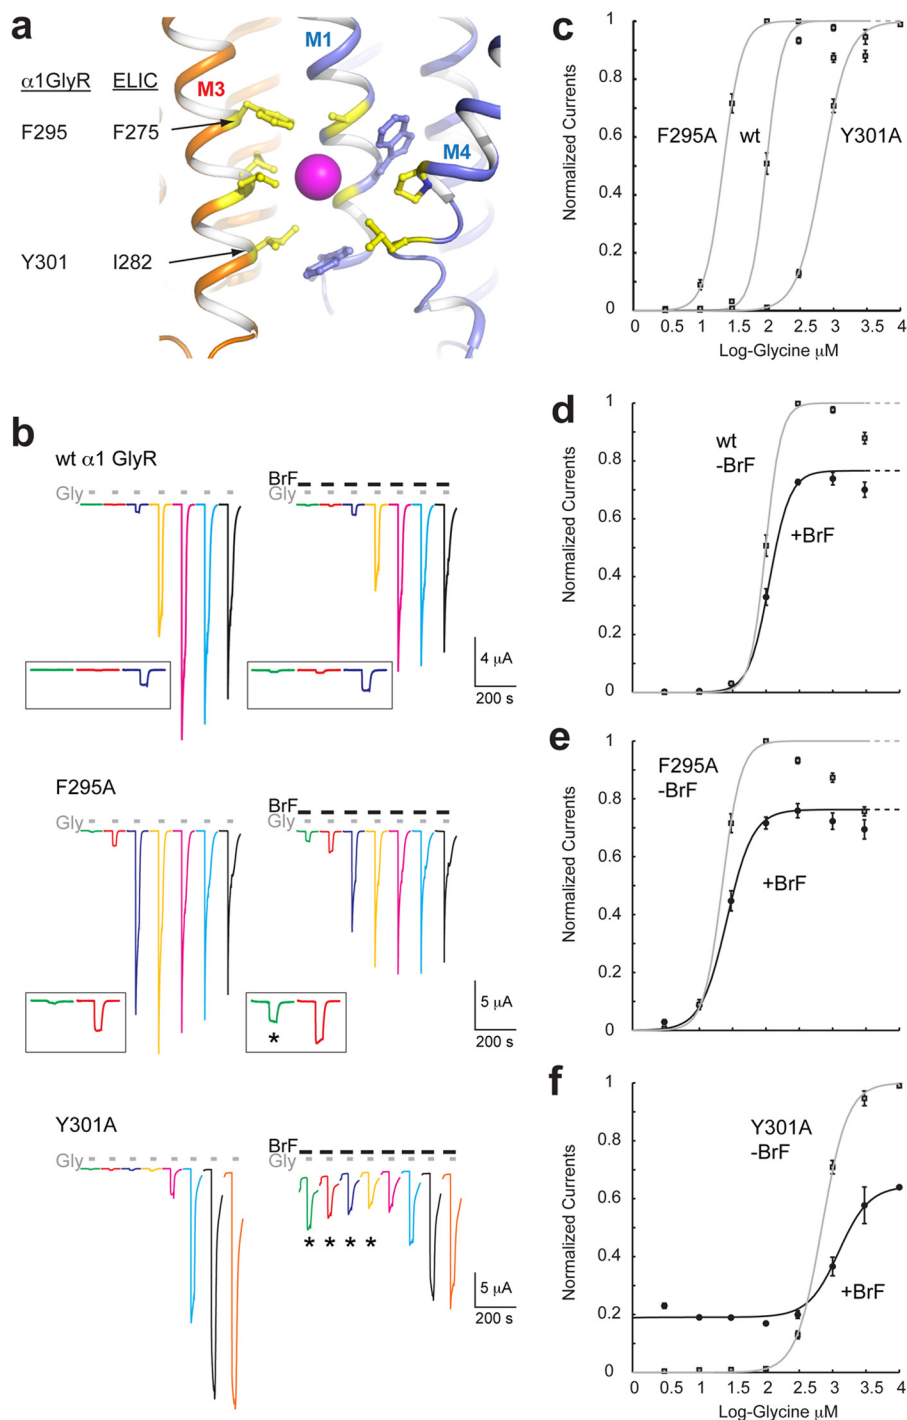 a
M1
α1GlyR ELIC
M3
F295 F275
M4
Y301 I282
b
wt α1 GlyR
Gly
BrF
Gly
4 μA
200 s
F295A
Gly
BrF
Gly
*
5 μA
200 s
Y301A
Gly
BrF
Gly
* * * *
5 μA
200 s
c
Normalized Currents
1
0.8
0.6
0.4
0.2
0
F295A wt Y301A
0 0.5 1 1.5 2 2.5 3 3.5 4
Log-Glycine μM
d
Normalized Currents
1
0.8
0.6
0.4
0.2
0
wt
-BrF
+BrF
e
Normalized Currents
1
0.8
0.6
0.4
0.2
0
F295A
-BrF
+BrF
f
Normalized Currents
1
0.8
0.6
0.4
0.2
0
Y301A
-BrF
+BrF
0 0.5 1 1.5 2 2.5 3 3.5 4
Log-Glycine μM